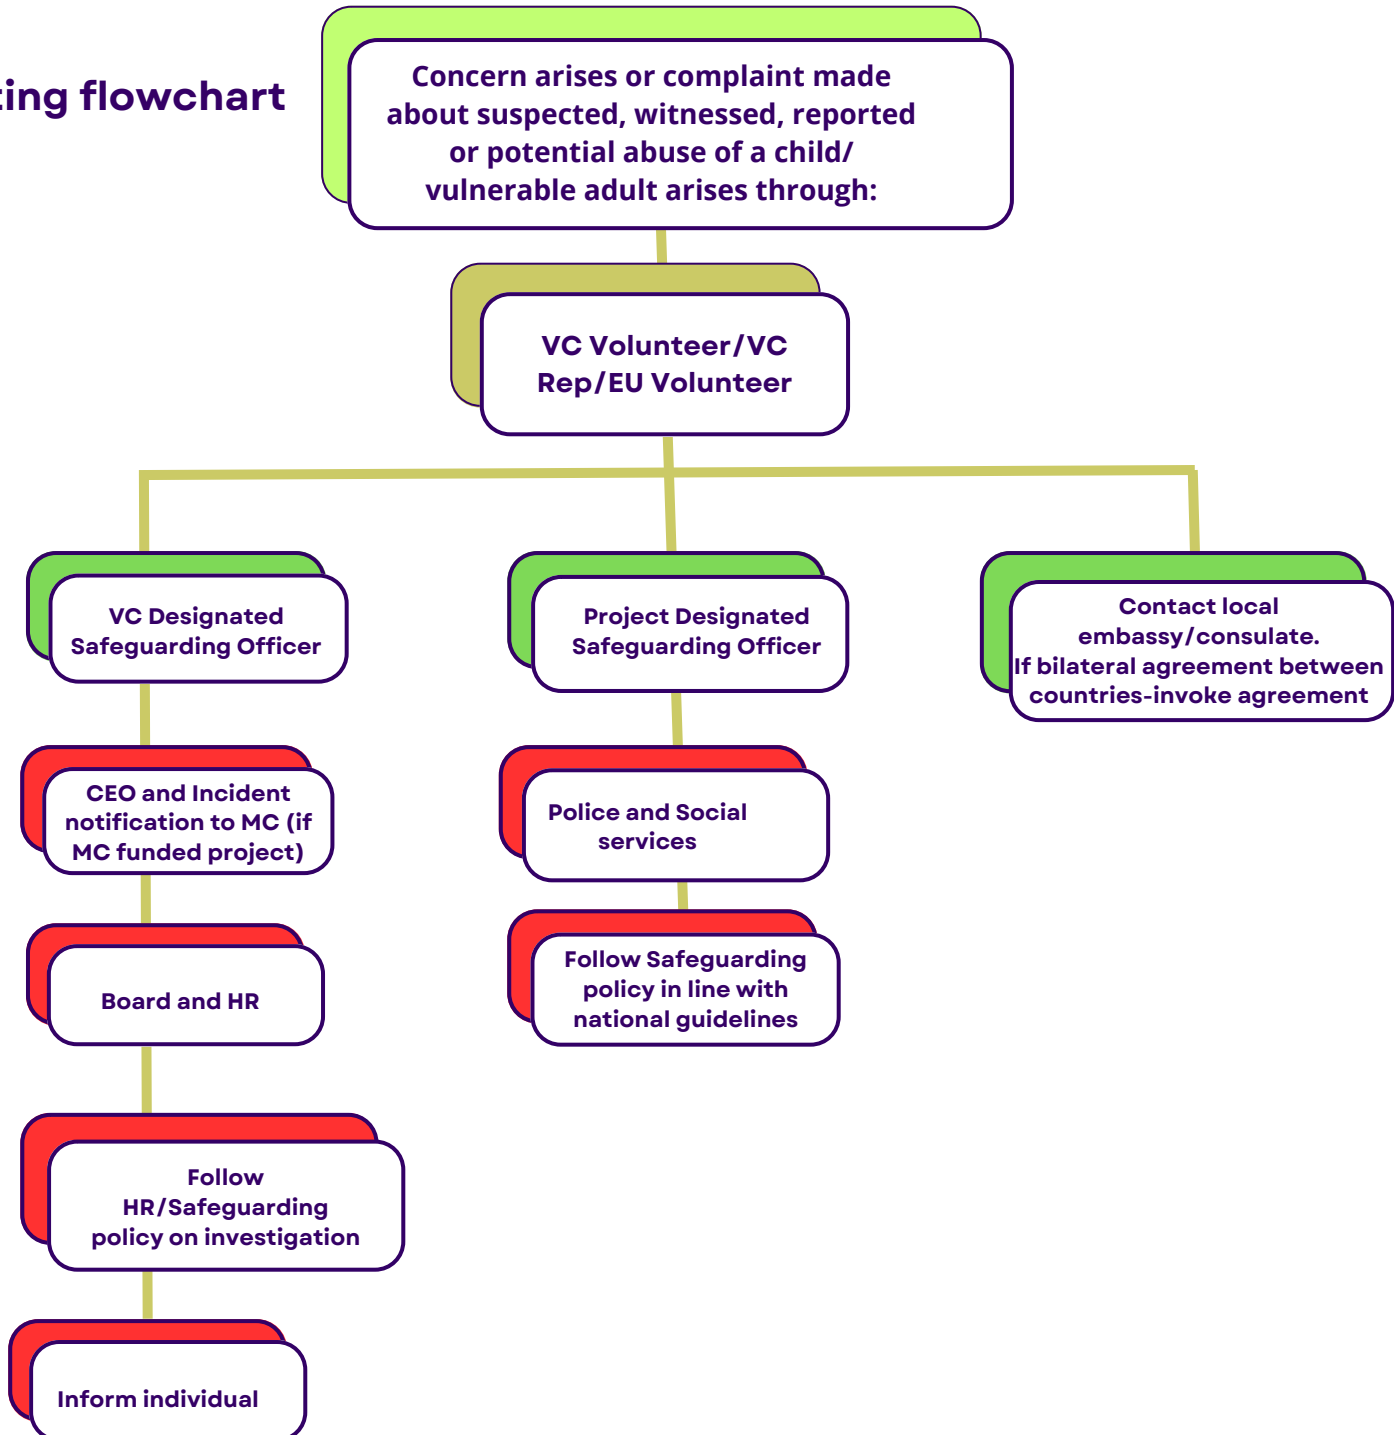 flowchart
Concern arises or complaint made
about suspected, witnessed, reported
or potential abuse of a child/
vulnerable adult arises through:
VC Volunteer/VC
Rep/EU Volunteer
VC Designated
Safeguarding Officer
Project Designated
Safeguarding Officer
Contact local
embassy/consulate.
If bilateral agreement between
countries-invoke agreement
CEO and Incident
notification to MC (if
MC funded project)
Police and Social
services
Board and HR
Follow Safeguarding
policy in line with
national guidelines
Follow
HR/Safeguarding
policy on investigation
Inform individual